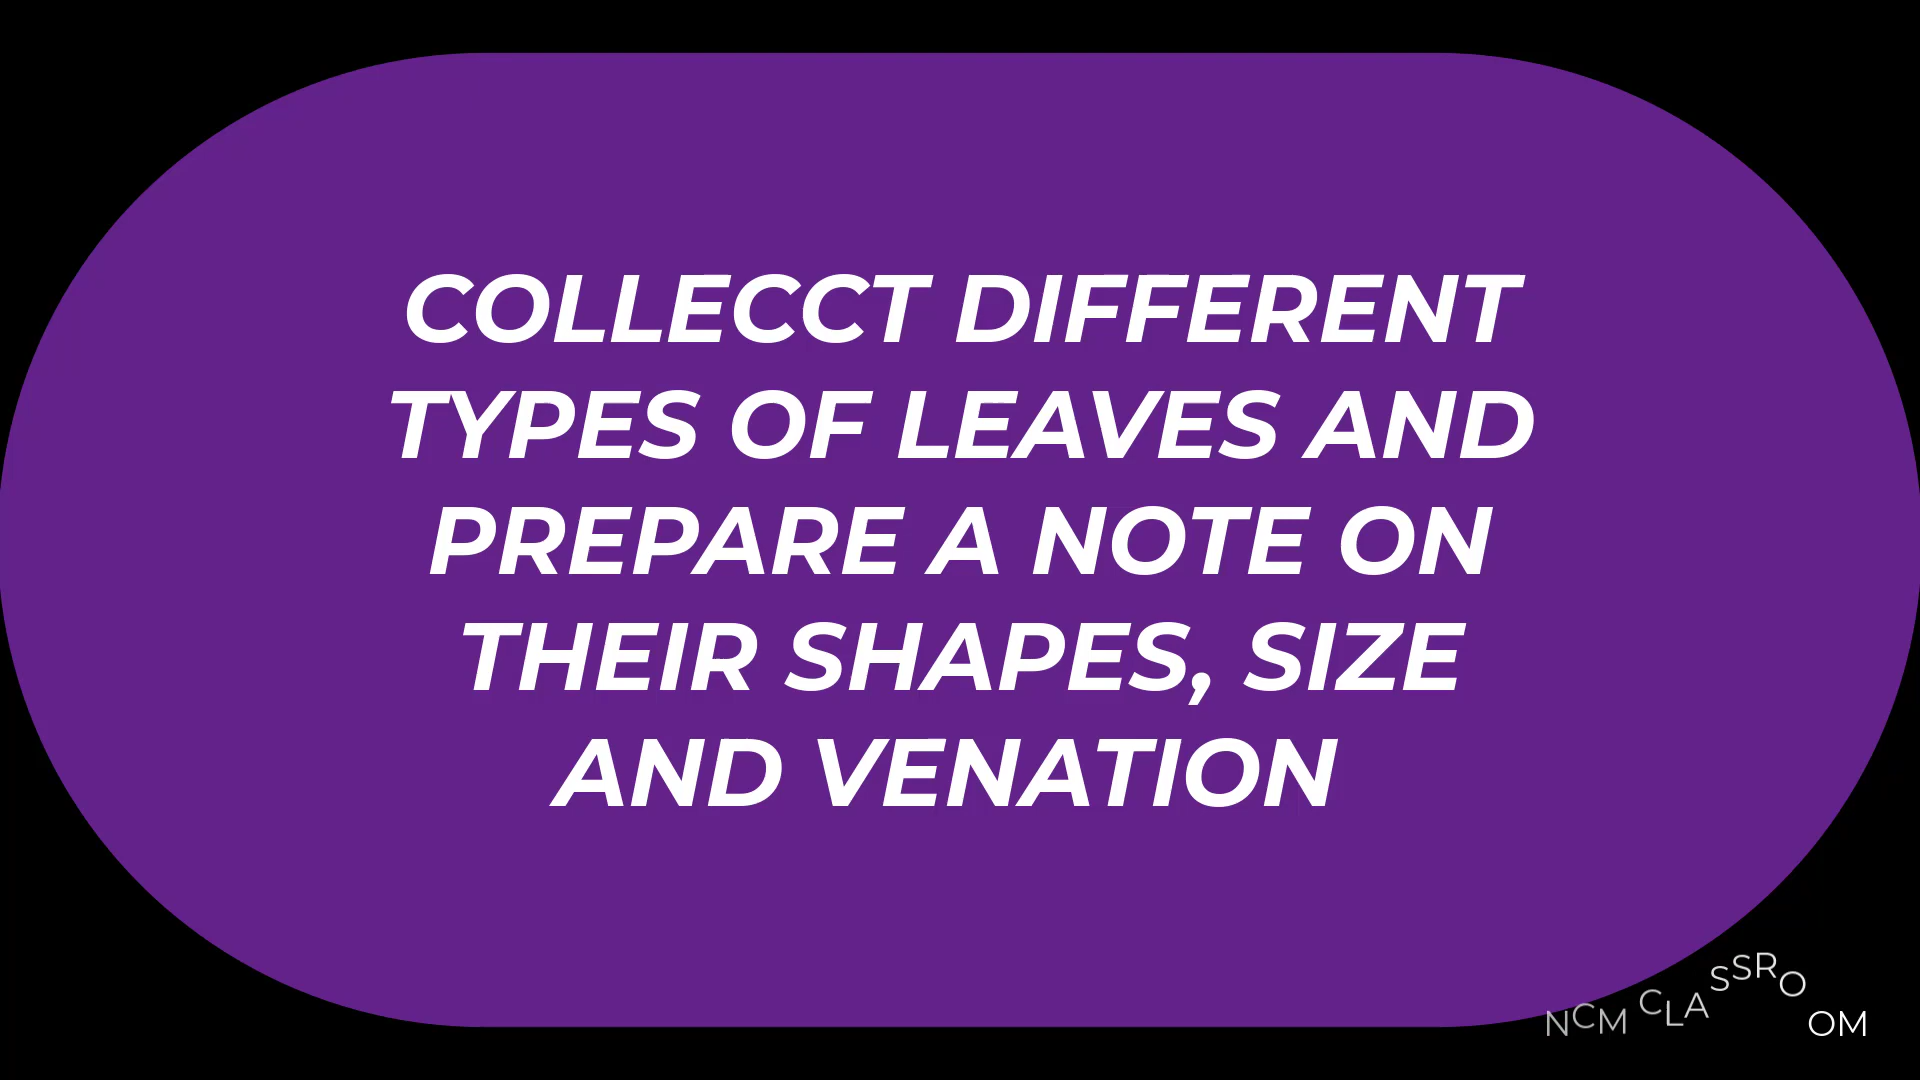 COLLECCT DIFFERENT
TYPES OF LEAVES AND
PREPARE A NOTE ON
THEIR SHAPES, SIZE
AND VENATION
NCM CLASSROOM